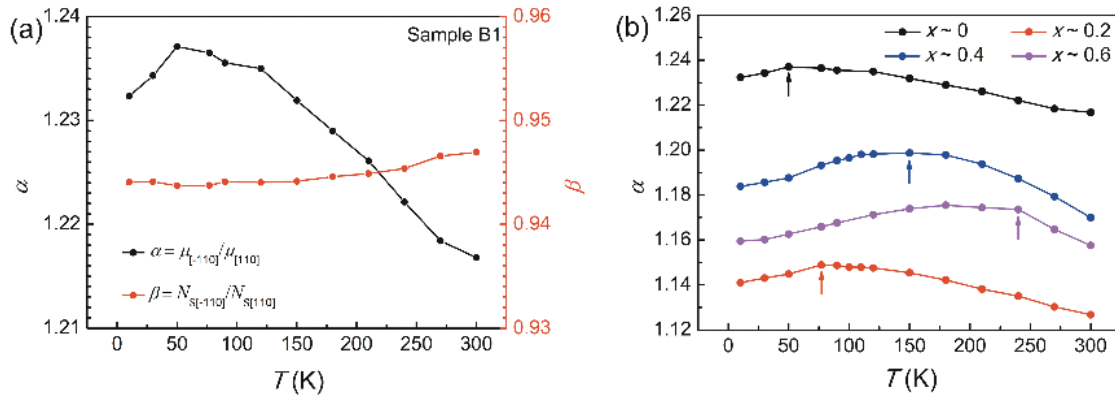 (a)
Sample B1
1.24
1.23
1.22
1.21
α
0.96
0.95
0.94
0.93
β
α = μ[-110]/μ[110]
β = NS[-110]/NS[110]
0 50 100 150 200 250 300
T (K)
(b)
x ~ 0 x ~ 0.2
x ~ 0.4 x ~ 0.6
1.26
1.24
1.22
1.20
1.18
1.16
1.14
1.12
α
0 50 100 150 200 250 300
T (K)